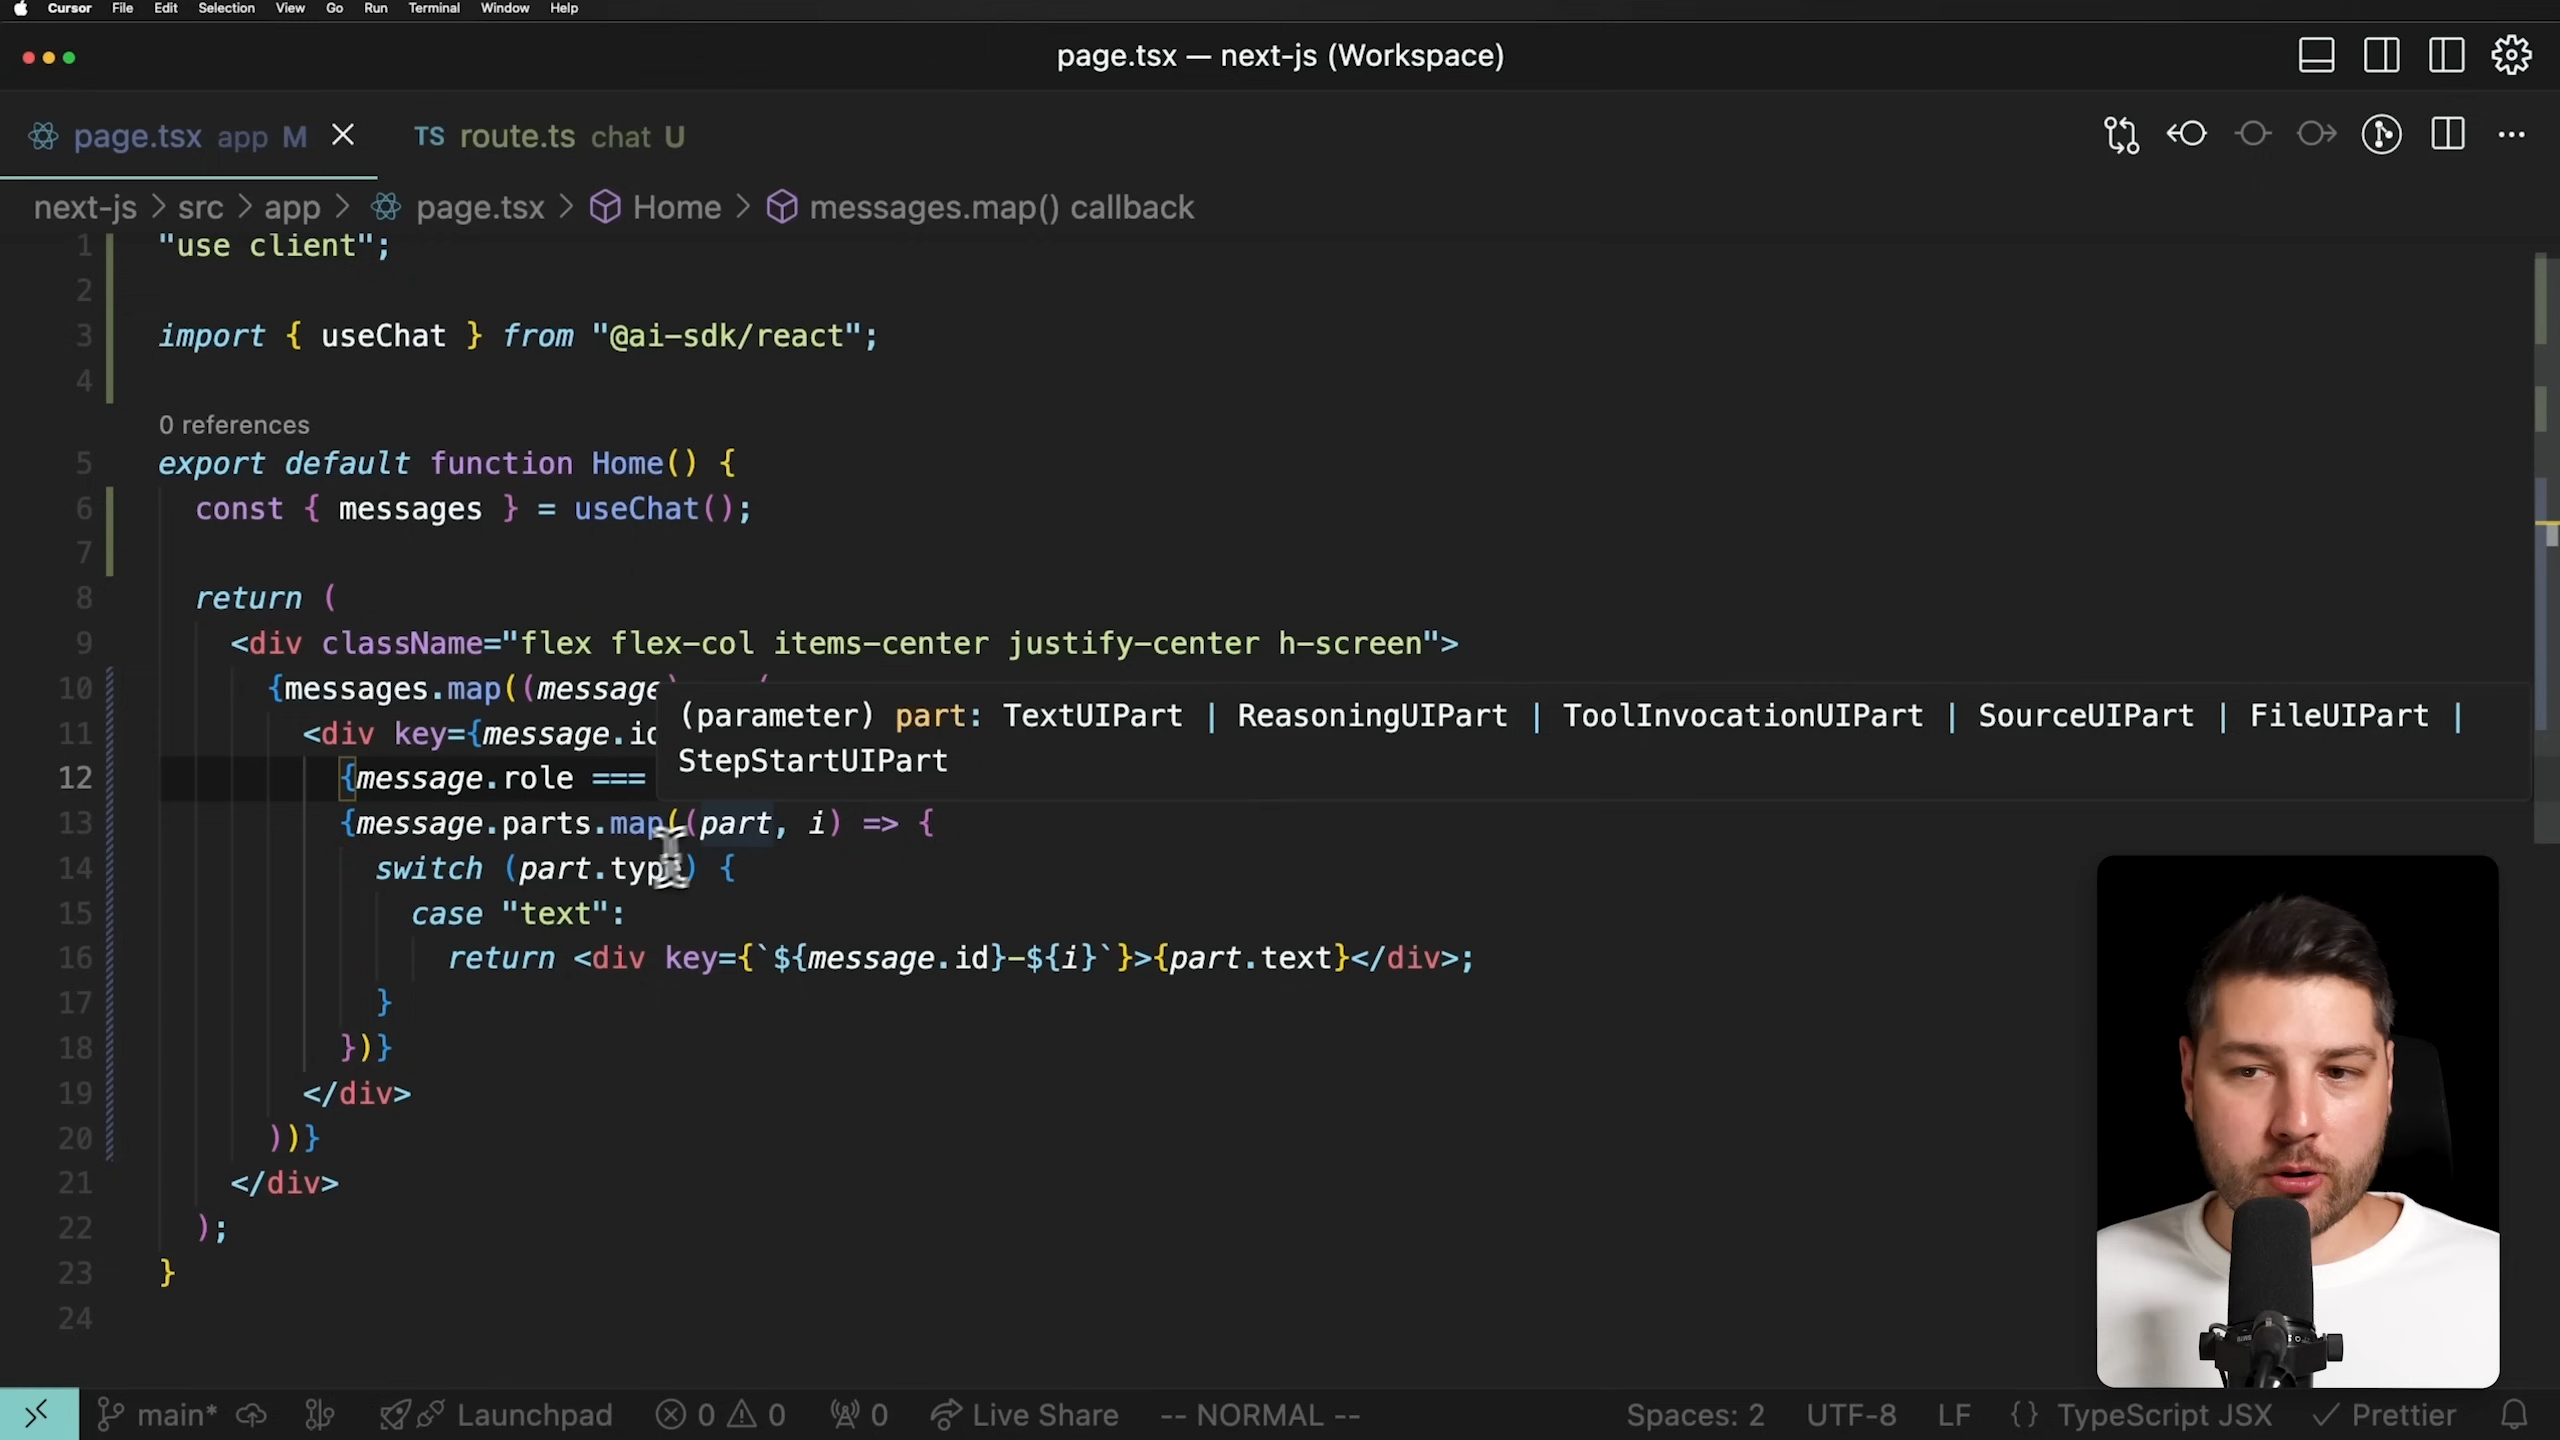 Cursor File Edit Selection View Go Run Terminal Window Help
page.tsx — next-js (Workspace)
page.tsx app M TS route.ts chat U
next-js > src > app > page.tsx > Home > messages.map() callback
1 "use client";
2
3 import { useChat } from "@ai-sdk/react";
4
0 references
5 export default function Home() {
6 const { messages } = useChat();
7
8 return (
9 <div className="flex flex-col items-center justify-center h-screen">
10 {messages.map((message
11 <div key={message.id
(parameter) part: TextUIPart | ReasoningUIPart | ToolInvocationUIPart | SourceUIPart | FileUIPart |
StepStartUIPart
12 {message.role ===
13 {message.parts.map((part, i) => {
14 switch (part.type) {
15 case "text":
16 return <div key={`${message.id}-${i}`}>{part.text}</div>;
17 }
18 })}
19 </div>
20 ))}
21 </div>
22 );
23 }
24
main* Launchpad 0 0 0 Live Share -- NORMAL -- Spaces: 2 UTF-8 LF {} TypeScript JSX Prettier